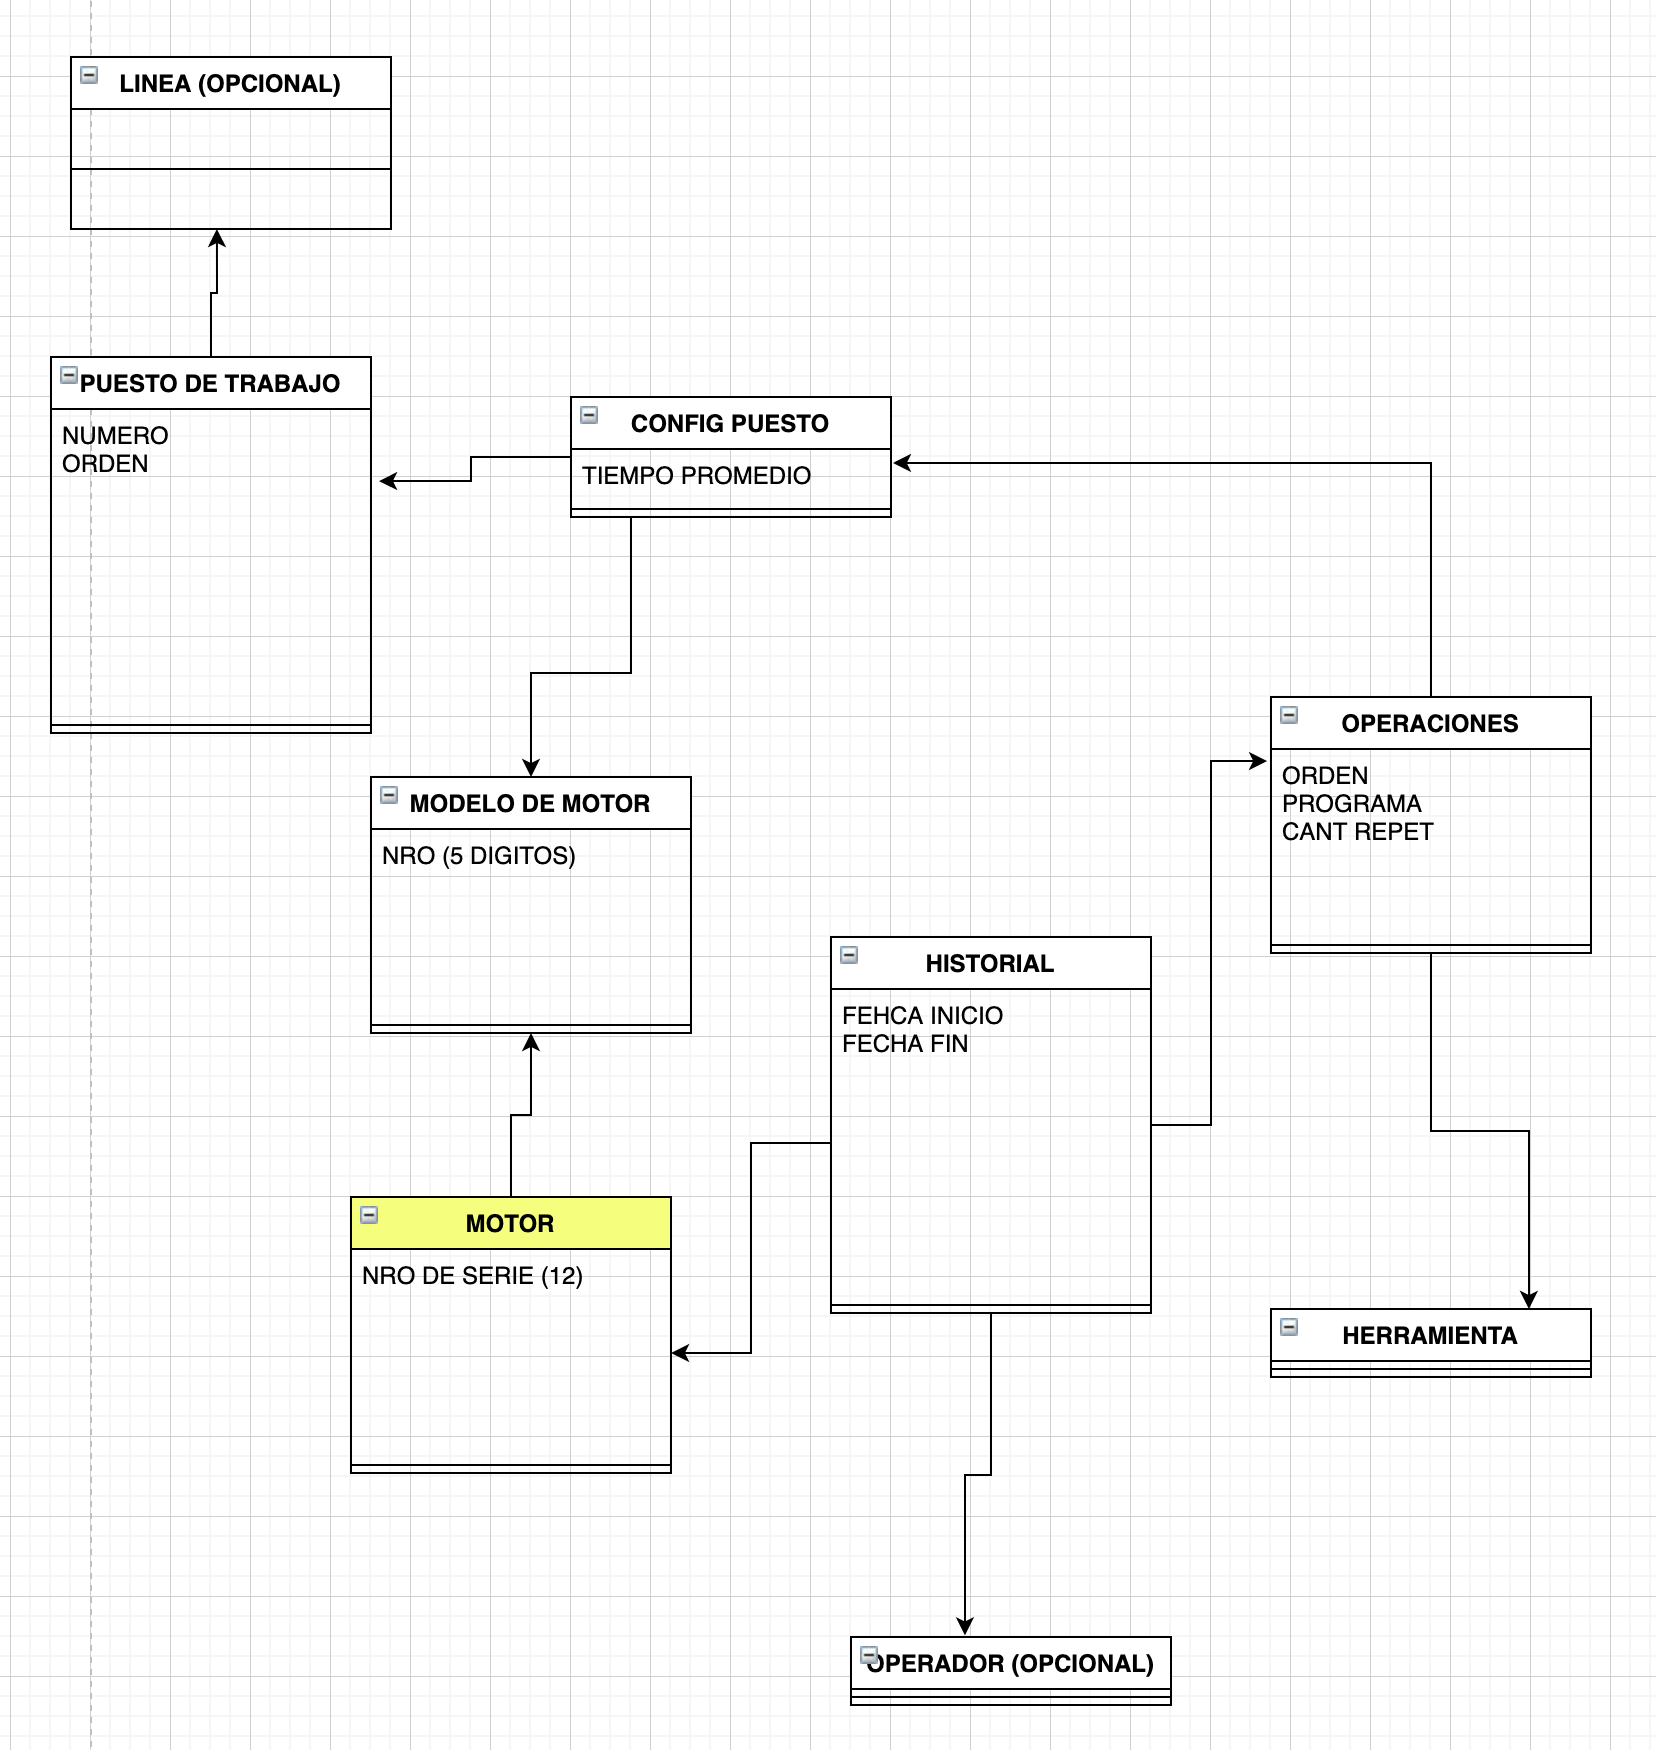 LINEA (OPCIONAL)
PUESTO DE TRABAJO
NUMERO
ORDEN
CONFIG PUESTO
TIEMPO PROMEDIO
MODELO DE MOTOR
NRO (5 DIGITOS)
OPERACIONES
ORDEN
PROGRAMA
CANT REPET
HISTORIAL
FEHCA INICIO
FECHA FIN
MOTOR
NRO DE SERIE (12)
HERRAMIENTA
OPERADOR (OPCIONAL)